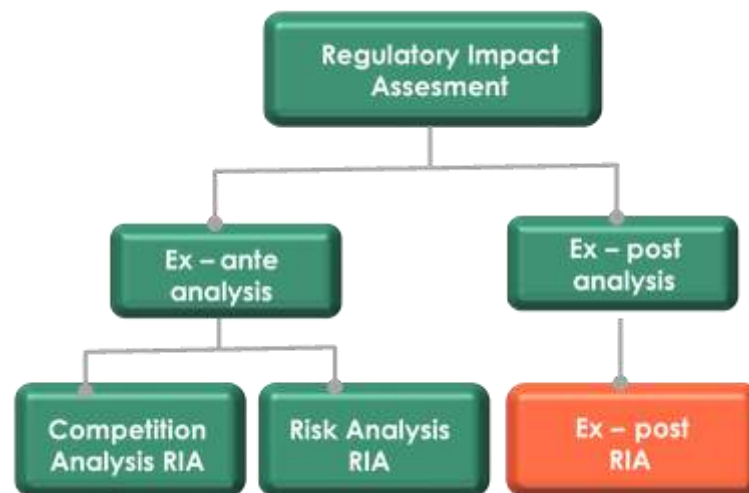 Regulatory Impact
Assesment
Ex – ante
analysis
Ex – post
analysis
Competition
Analysis RIA
Risk Analysis
RIA
Ex – post
RIA